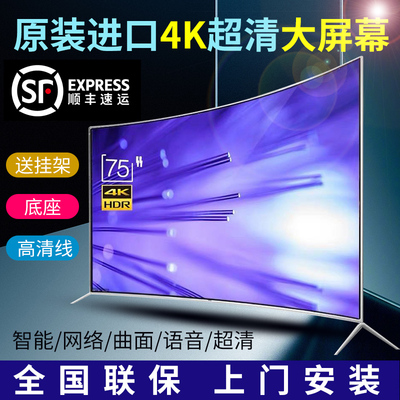 原装进口4K超清大屏幕
SF EXPRESS
顺丰速运
送挂架
75"
4K
HDR
底座
高清线
智能/网络/曲面/语音/超清
全国联保 上门安装